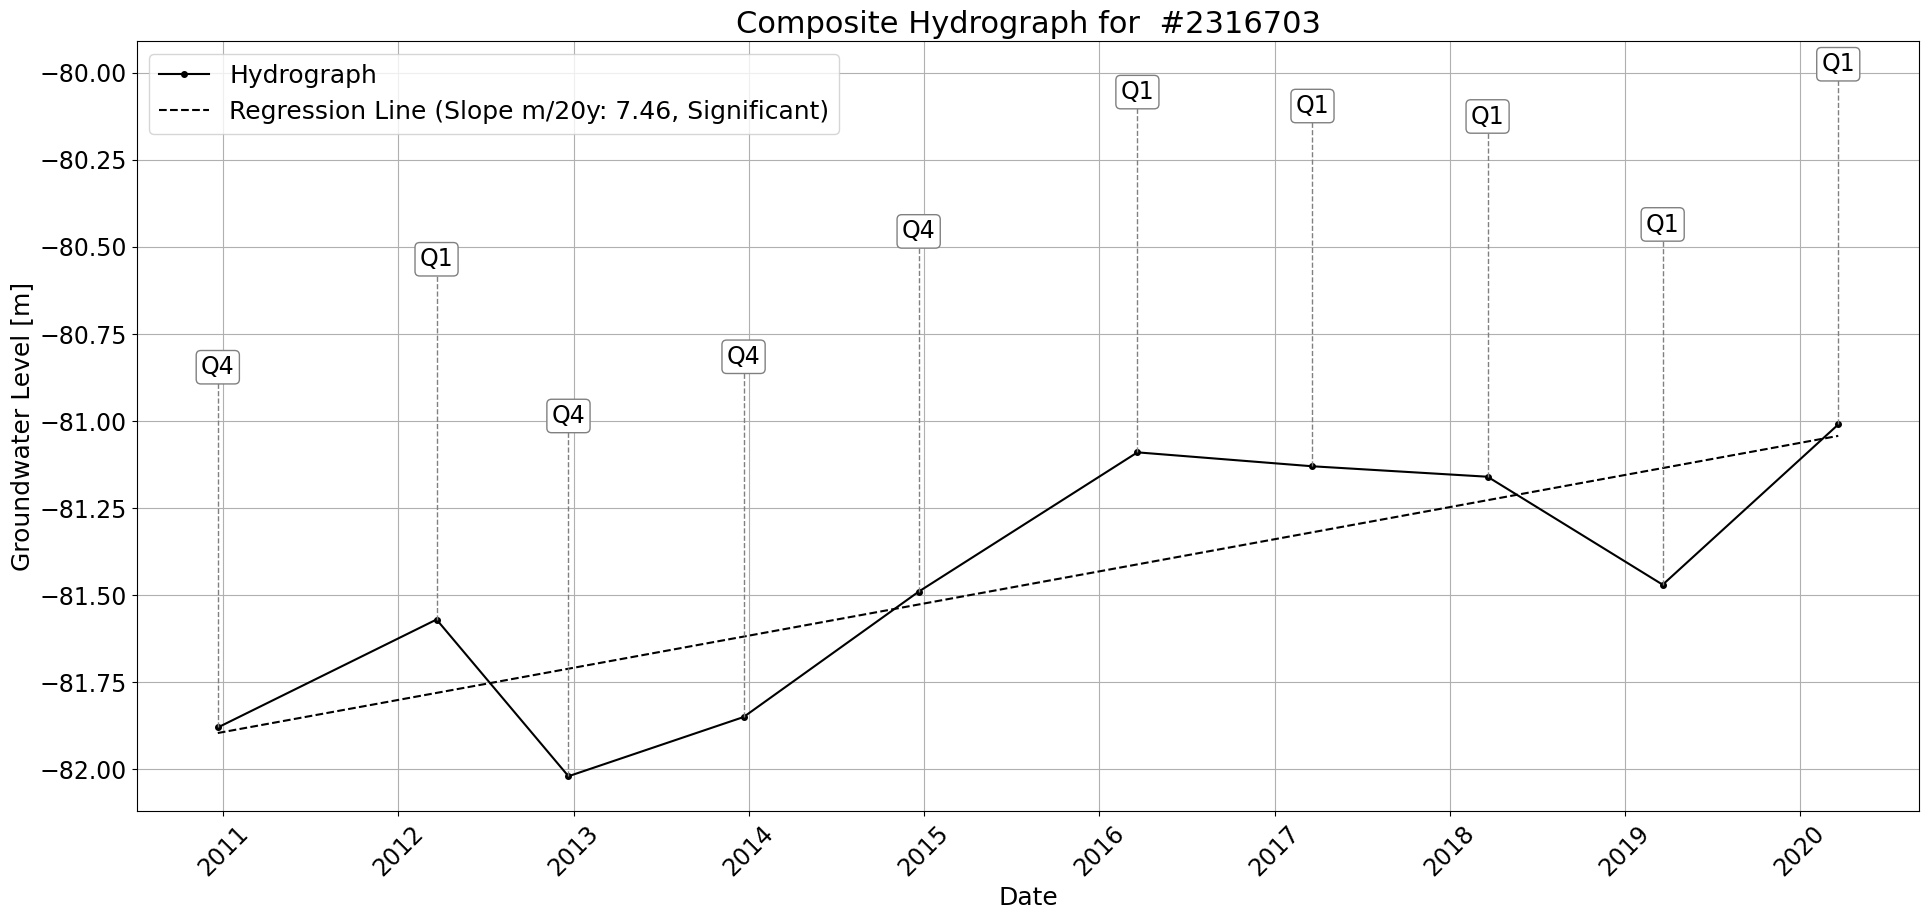 Composite Hydrograph for  #2316703
Hydrograph
Regression Line (Slope m/20y: 7.46, Significant)
Groundwater Level [m]
−80.00
−80.25
−80.50
−80.75
−81.00
−81.25
−81.50
−81.75
−82.00
Q4
Q1
Q4
Q4
Q4
Q1
Q1
Q1
Q1
Q1
2011
2012
2013
2014
2015
2016
2017
2018
2019
2020
Date